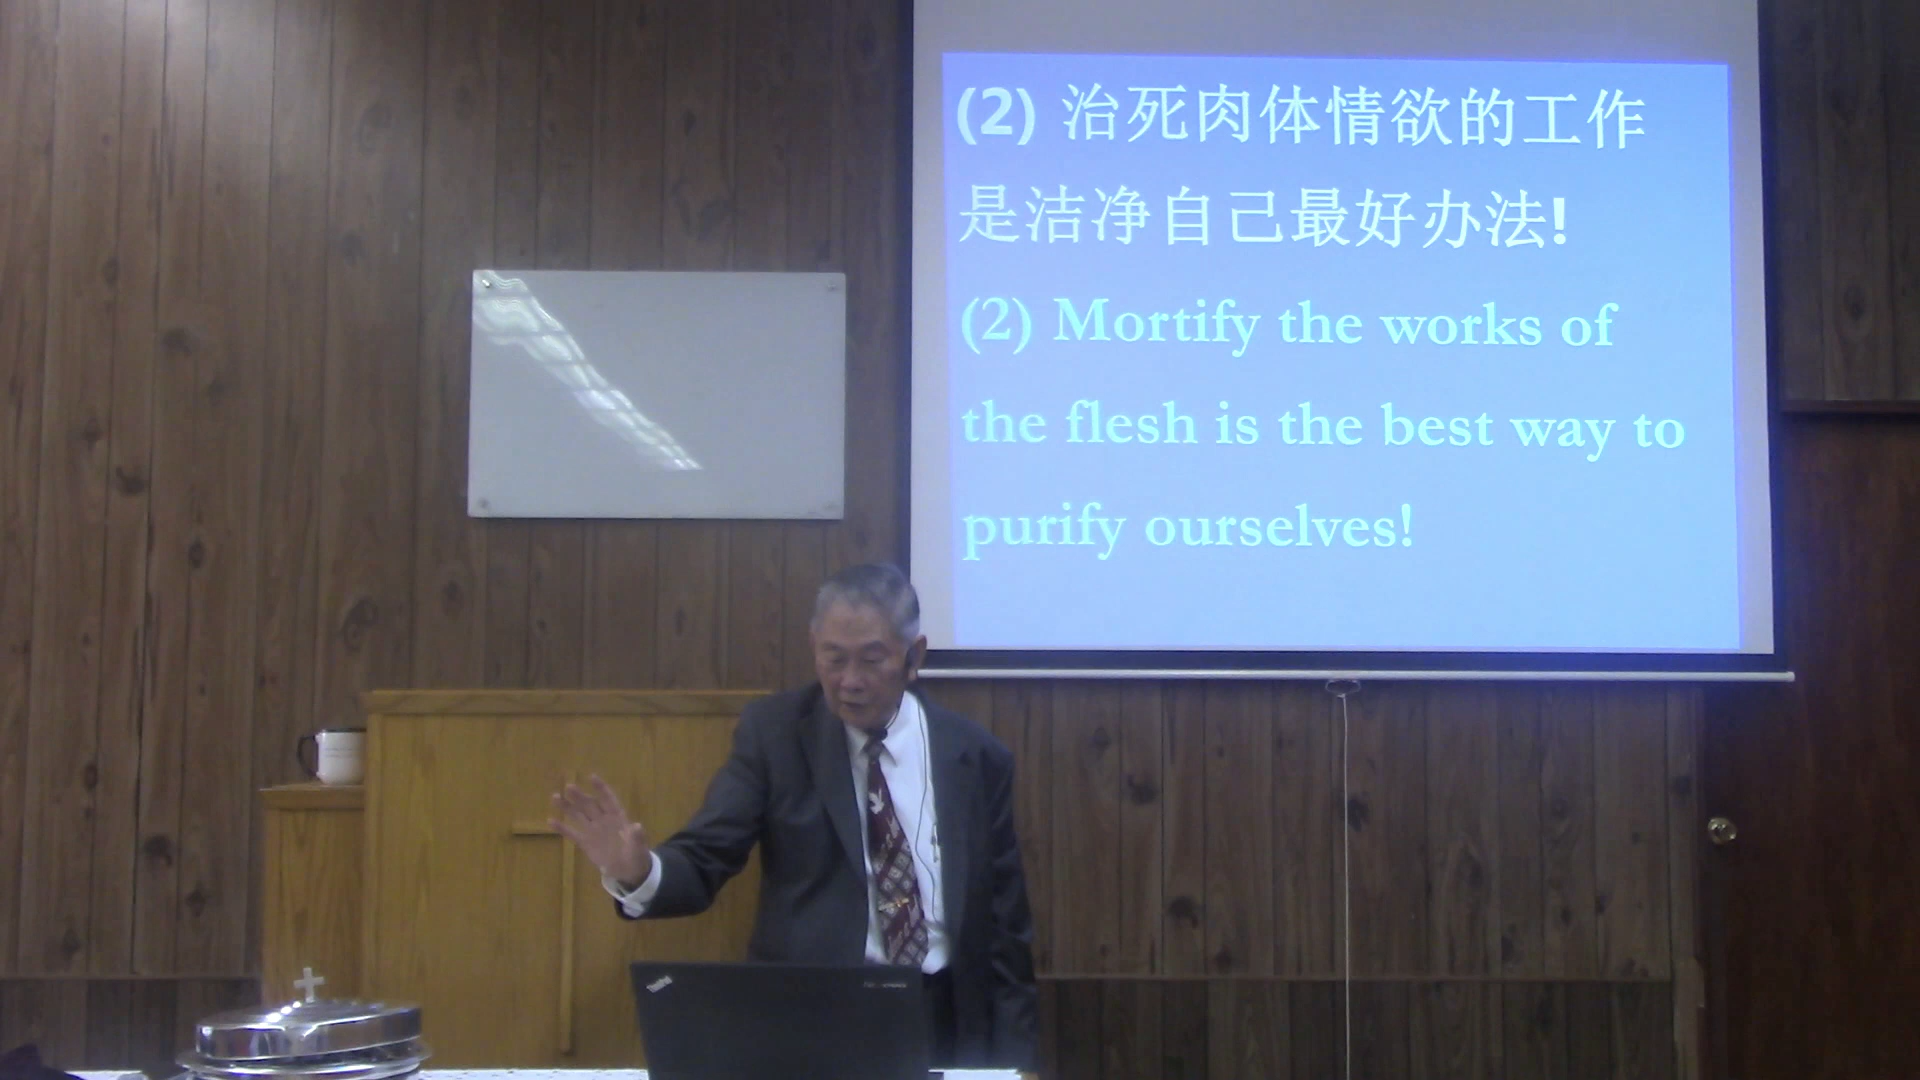 (2) 治死肉体情欲的工作
是洁净自己最好办法!
(2) Mortify the works of
the flesh is the best way to
purify ourselves!
ThinkPad